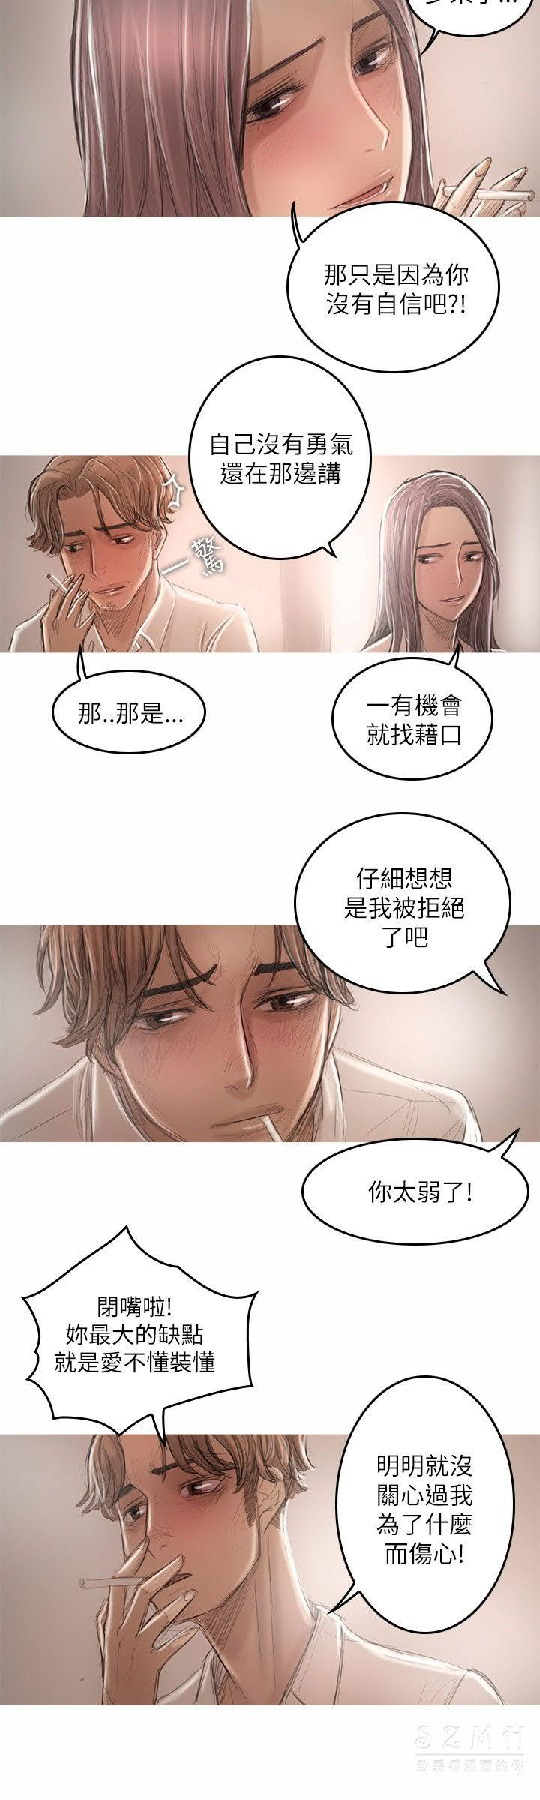 那只是因為你
沒有自信吧?!
自己沒有勇氣
還在那邊講
驚
那..那是...
一有機會
就找藉口
仔細想想
是我被拒絕
了吧
你太弱了!
閉嘴啦!
妳最大的缺點
就是愛不懂裝懂
明明就沒
關心過我
為了什麼
而傷心!
SZMH